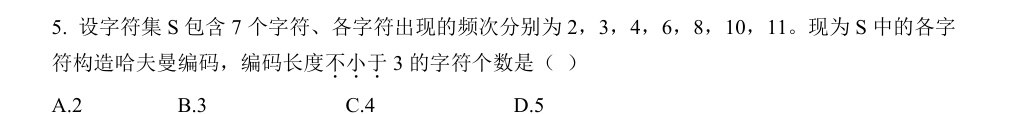 5. 设字符集 S 包含 7 个字符、各字符出现的频次分别为 2，3，4，6，8，10，11。现为 S 中的各字
符构造哈夫曼编码，编码长度不小于 3 的字符个数是（ ）
A.2 B.3 C.4 D.5